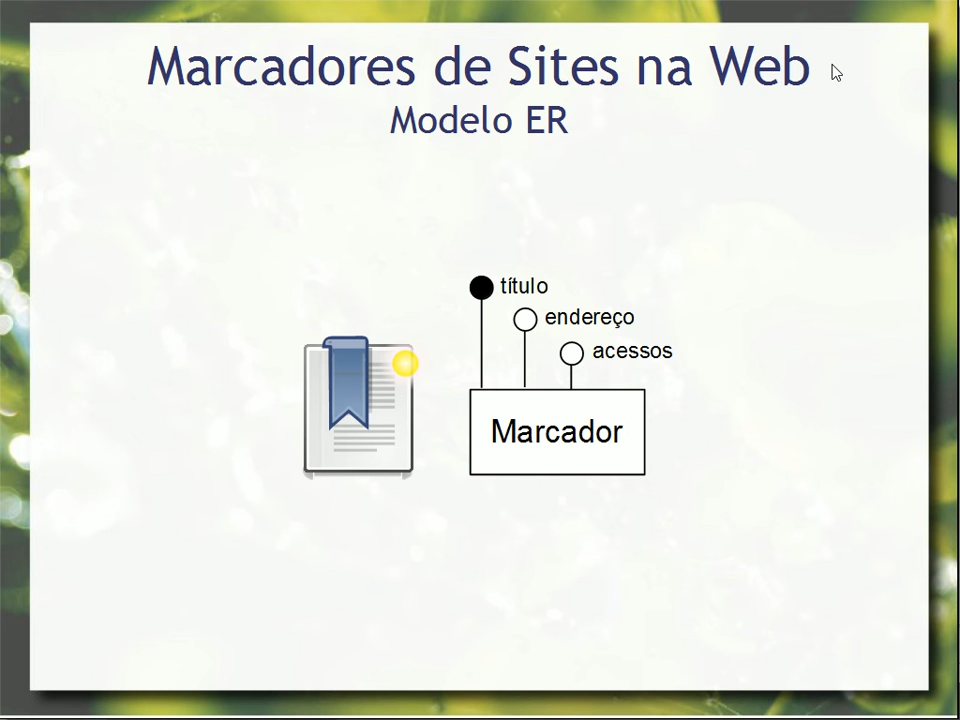 Marcadores de Sites na Web
Modelo ER
título
endereço
acessos
Marcador